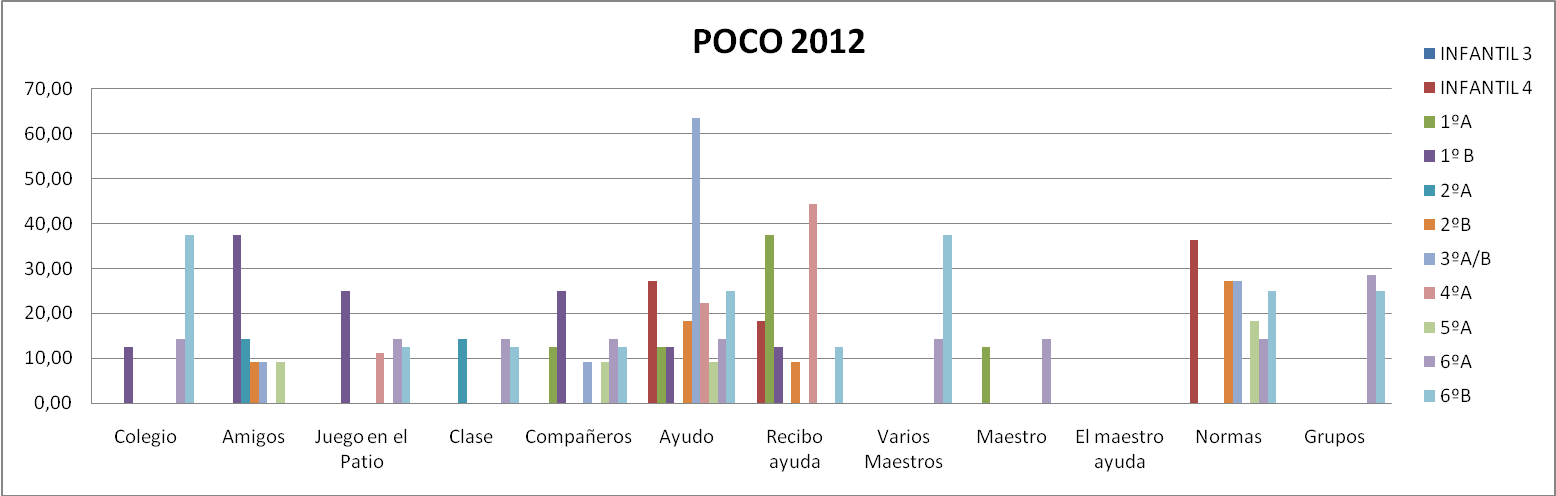 POCO 2012
70,00
60,00
50,00
40,00
30,00
20,00
10,00
0,00
Colegio
Amigos
Juego en el
Patio
Clase
Compañeros
Ayudo
Recibo
ayuda
Varios
Maestros
Maestro
El maestro
ayuda
Normas
Grupos
INFANTIL 3
INFANTIL 4
1ºA
1º B
2ºA
2ºB
3ºA/B
4ºA
5ºA
6ºA
6ºB